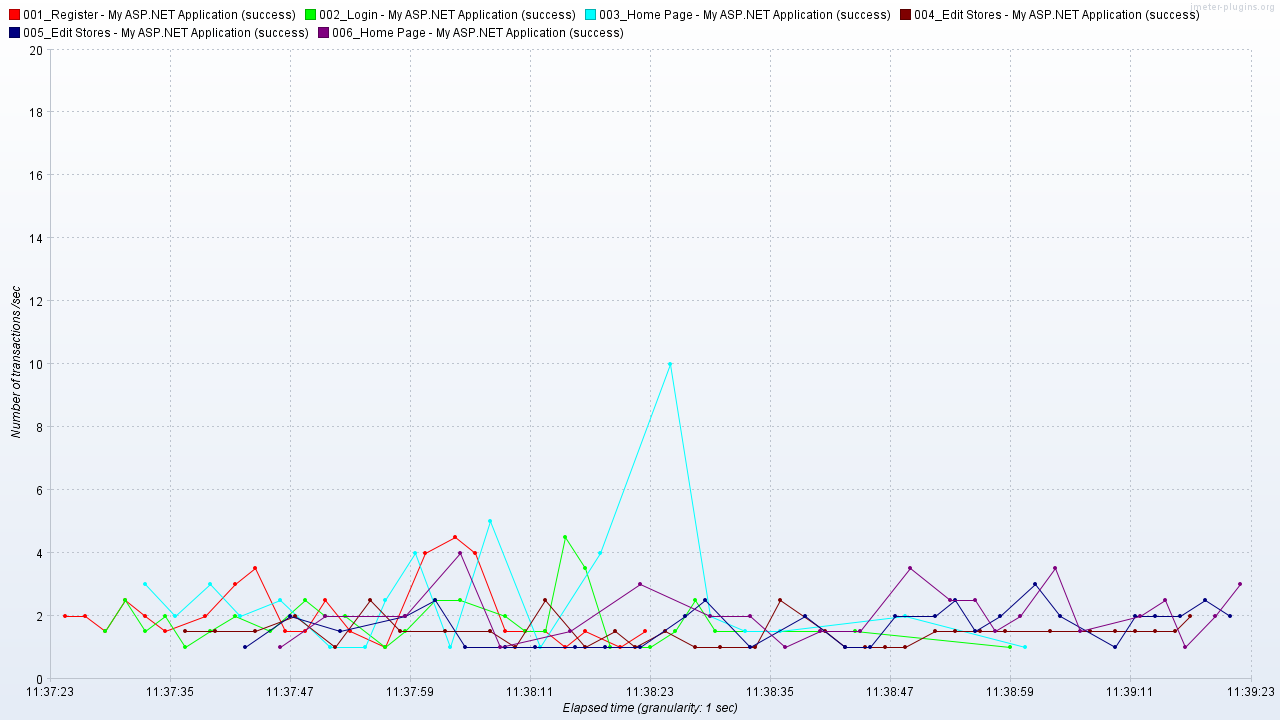 001_Register - My ASP.NET Application (success) 002_Login - My ASP.NET Application (success) 003_Home Page - My ASP.NET Application (success) 004_Edit Stores - My ASP.NET Application (success)
jmeter-plugins.org
005_Edit Stores - My ASP.NET Application (success) 006_Home Page - My ASP.NET Application (success)
20
18
16
14
12
10
8
6
4
2
0
Number of transactions /sec
11:37:23 11:37:35 11:37:47 11:37:59 11:38:11 11:38:23 11:38:35 11:38:47 11:38:59 11:39:11 11:39:23
Elapsed time (granularity: 1 sec)